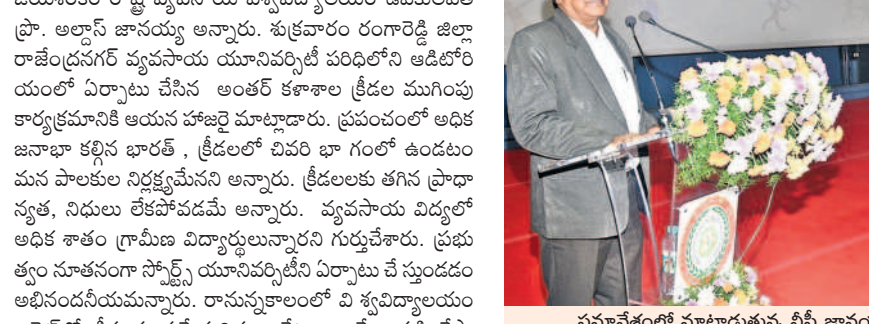 ప్రొ. అల్దాస్ జానయ్య అన్నారు. శుక్రవారం రంగారెడ్డి జిల్లా
రాజేంద్రనగర్ వ్యవసాయ యూనివర్సిటీ పరిధిలోని ఆడిటోరి
యంలో ఏర్పాటు చేసిన అంతర్ కళాశాల క్రీడల ముగింపు
కార్యక్రమానికి ఆయన హాజరై మాట్లాడారు. ప్రపంచంలో అధిక
జనాభా కల్గిన భారత్ , క్రీడలలో చివరి భా గంలో ఉండటం
మన పాలకుల నిర్లక్ష్యమేనని అన్నారు. క్రీడలలకు తగిన ప్రాధా
న్యత, నిధులు లేకపోవడమే అన్నారు. వ్యవసాయ విద్యలో
అధిక శాతం గ్రామీణ విద్యార్థులున్నారని గుర్తుచేశారు. ప్రభు
త్వం నూతనంగా స్పోర్ట్స్ యూనివర్సిటీని ఏర్పాటు చే స్తుండడం
అభినందనీయమన్నారు. రానున్నకాలంలో వి శ్వవిద్యాలయం
సమావేశంలో మాట్లాడుతున్న వీసీ